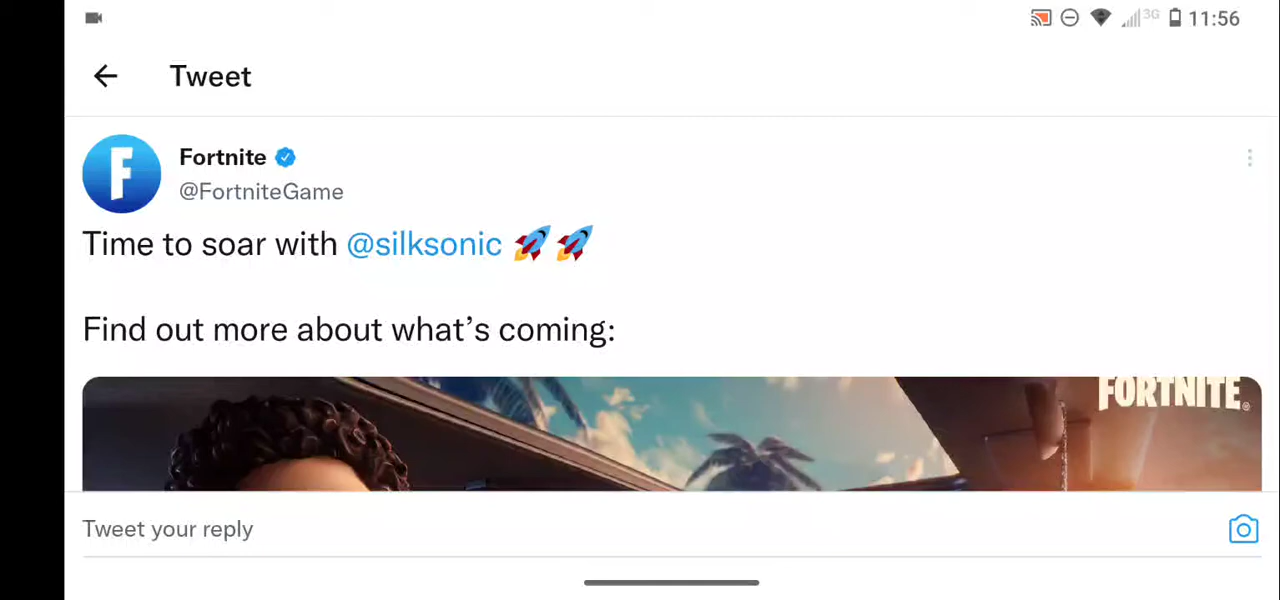 3G 11:56
Tweet
Fortnite
@FortniteGame
Time to soar with @silksonic 🚀🚀
Find out more about what’s coming:
FORTNITE®
Tweet your reply